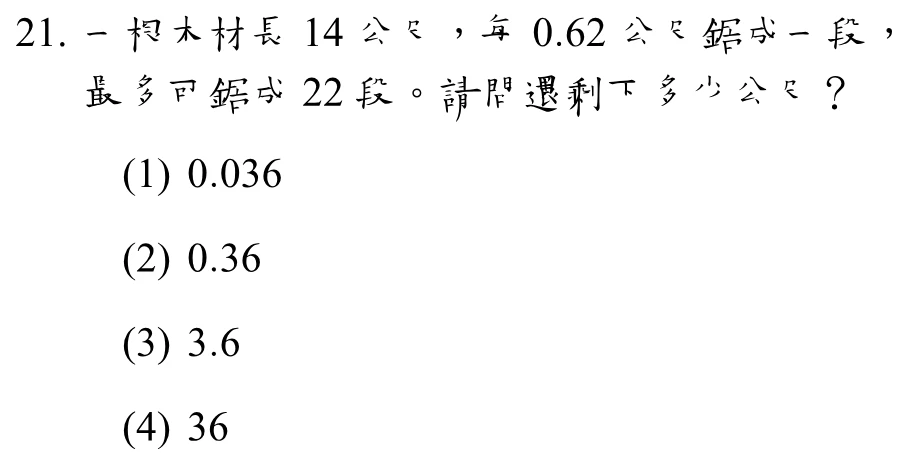 21. 一根木材長 14 公尺，每 0.62 公尺鋸成一段，
最多可鋸成 22 段。請問還剩下多少公尺？
(1) 0.036
(2) 0.36
(3) 3.6
(4) 36